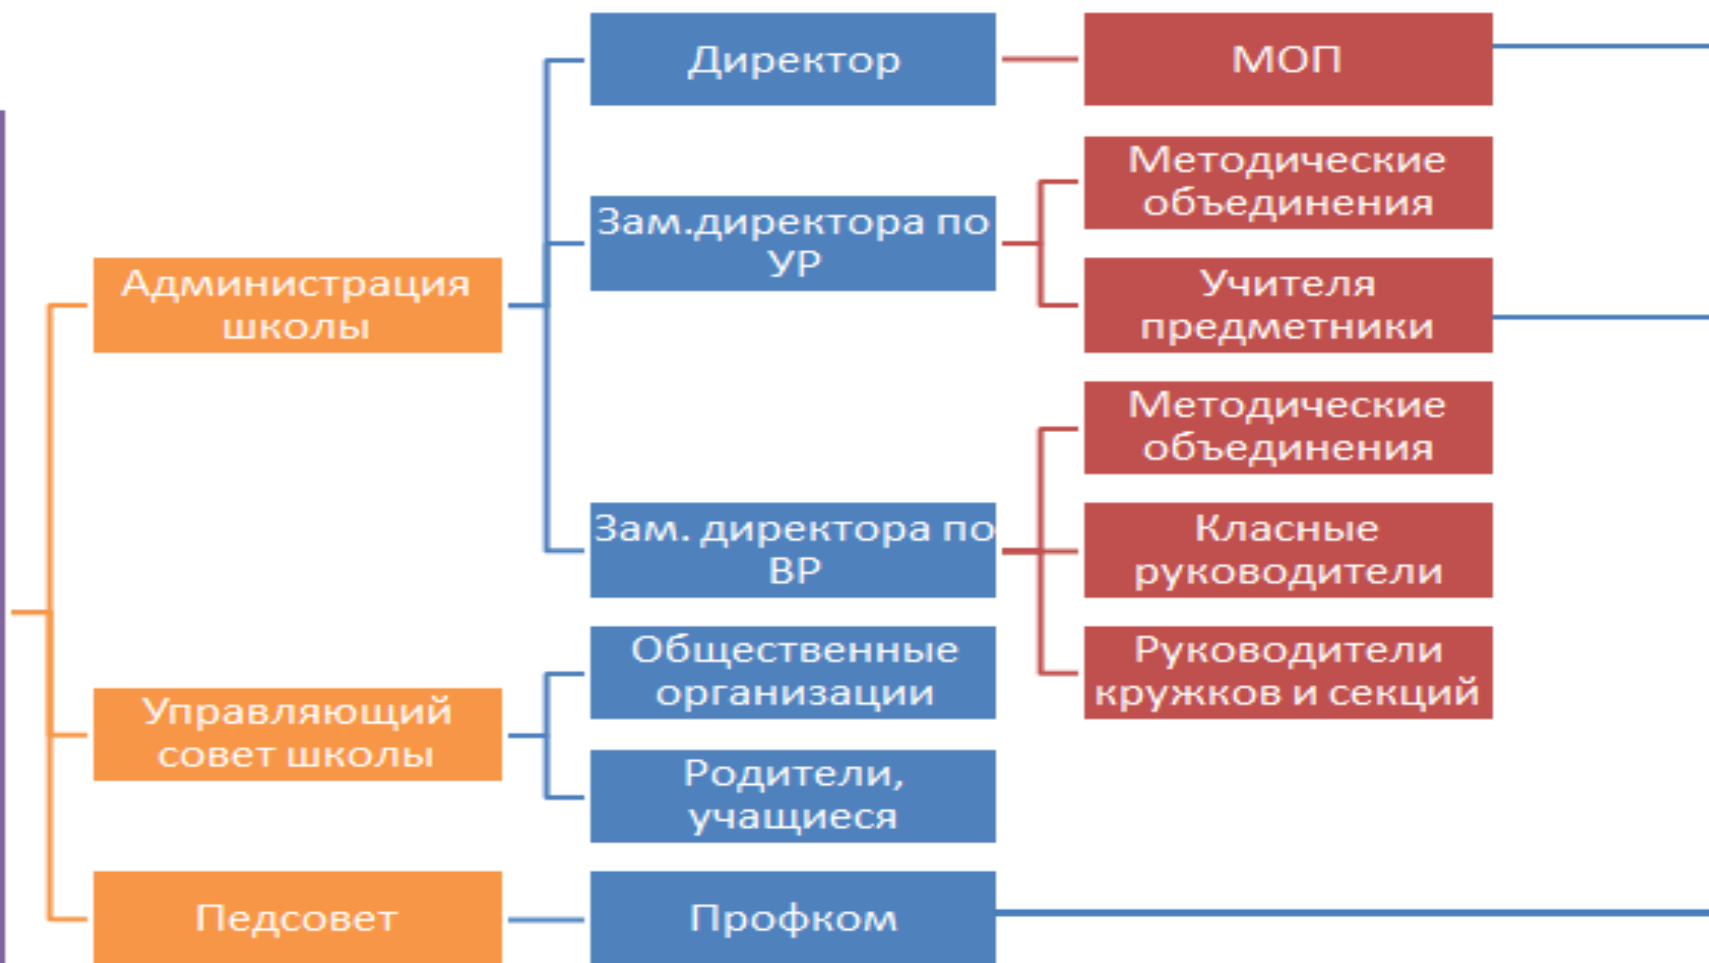 Директор
МОП
Методические
объединения
Зам.директора по
УР
Администрация
школы
Учителя
предметники
Методические
объединения
Зам. директора по
ВР
Класные
руководители
Общественные
организации
Руководители
кружков и секций
Управляющий
совет школы
Родители,
учащиеся
Педсовет
Профком